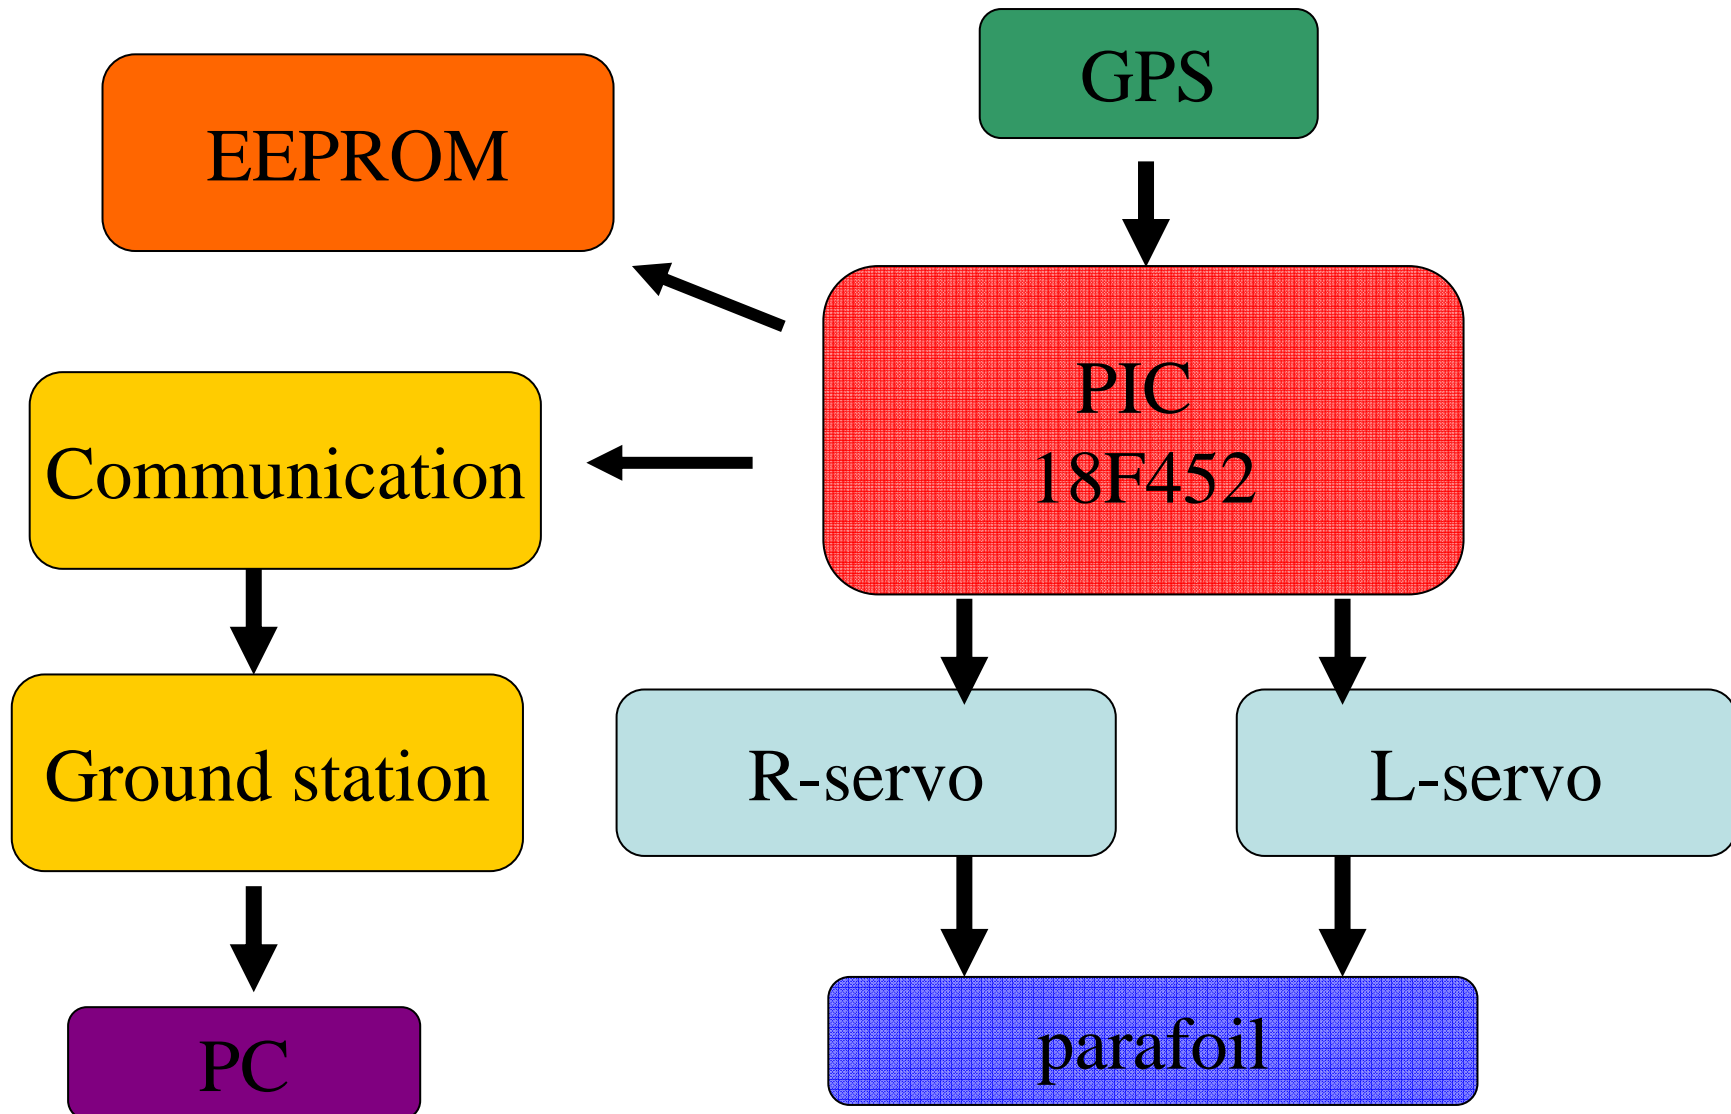 GPS
EEPROM
PIC
18F452
Communication
R-servo
L-servo
Ground station
parafoil
PC